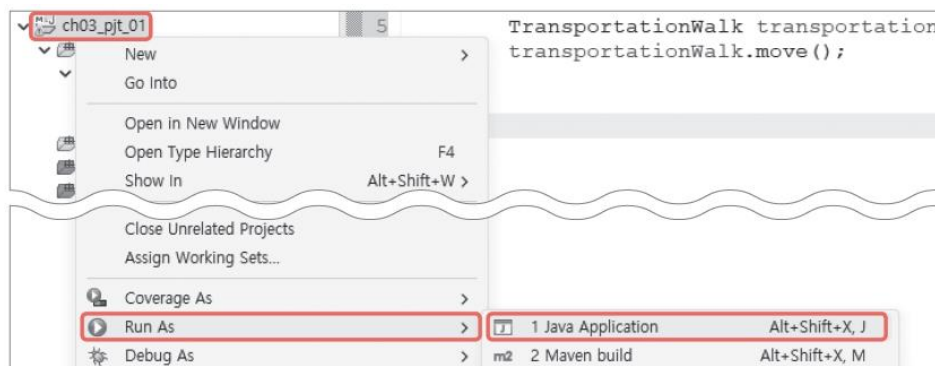 ch03_pjt_01
5 TransportationWalk transportation
transportationWalk.move();
New >
Go Into
Open in New Window
Open Type Hierarchy F4
Show In Alt+Shift+W >
Close Unrelated Projects
Assign Working Sets...
Coverage As >
Run As >
1 Java Application Alt+Shift+X, J
Debug As >
m2 2 Maven build Alt+Shift+X, M